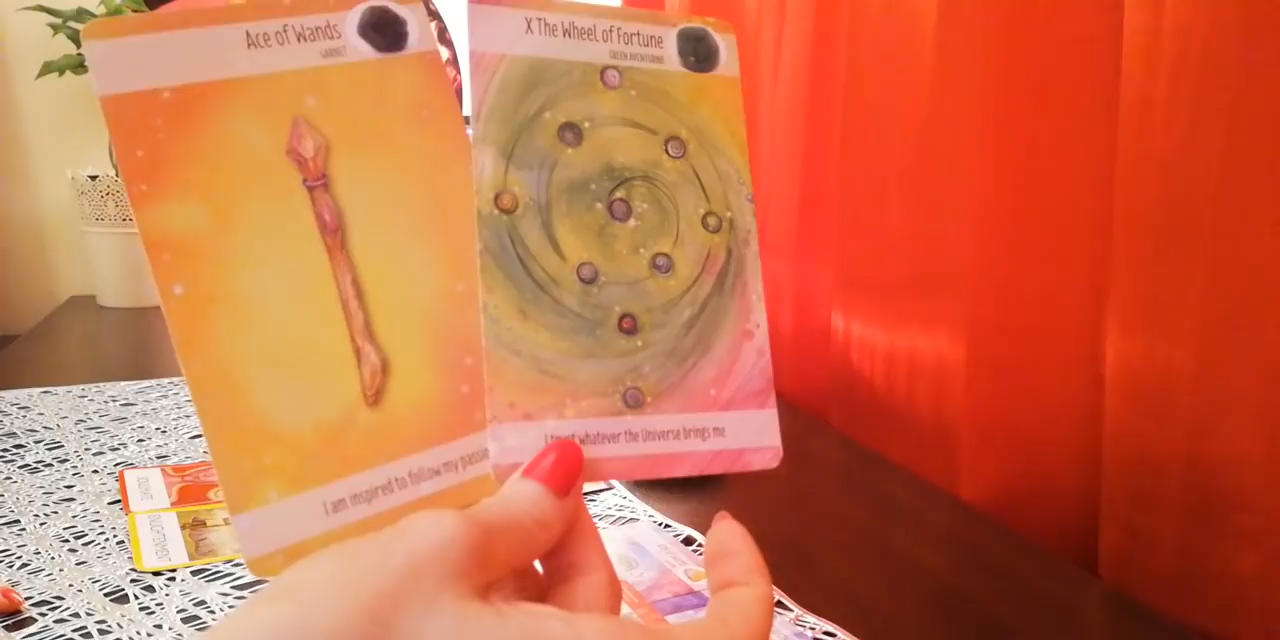 Ace of Wands
GARNET
I am inspired to follow my passio
X The Wheel of Fortune
GREEN AVENTURINE
I trust whatever the Universe brings me
ENLIGHTENMENT